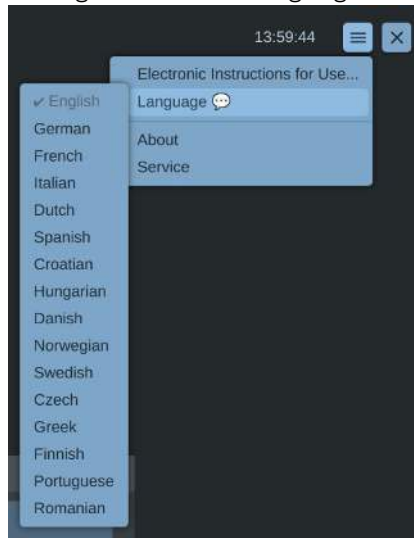 13:59:44
Electronic Instructions for Use...
Language 💬
About
Service
✔ English
German
French
Italian
Dutch
Spanish
Croatian
Hungarian
Danish
Norwegian
Swedish
Czech
Greek
Finnish
Portuguese
Romanian